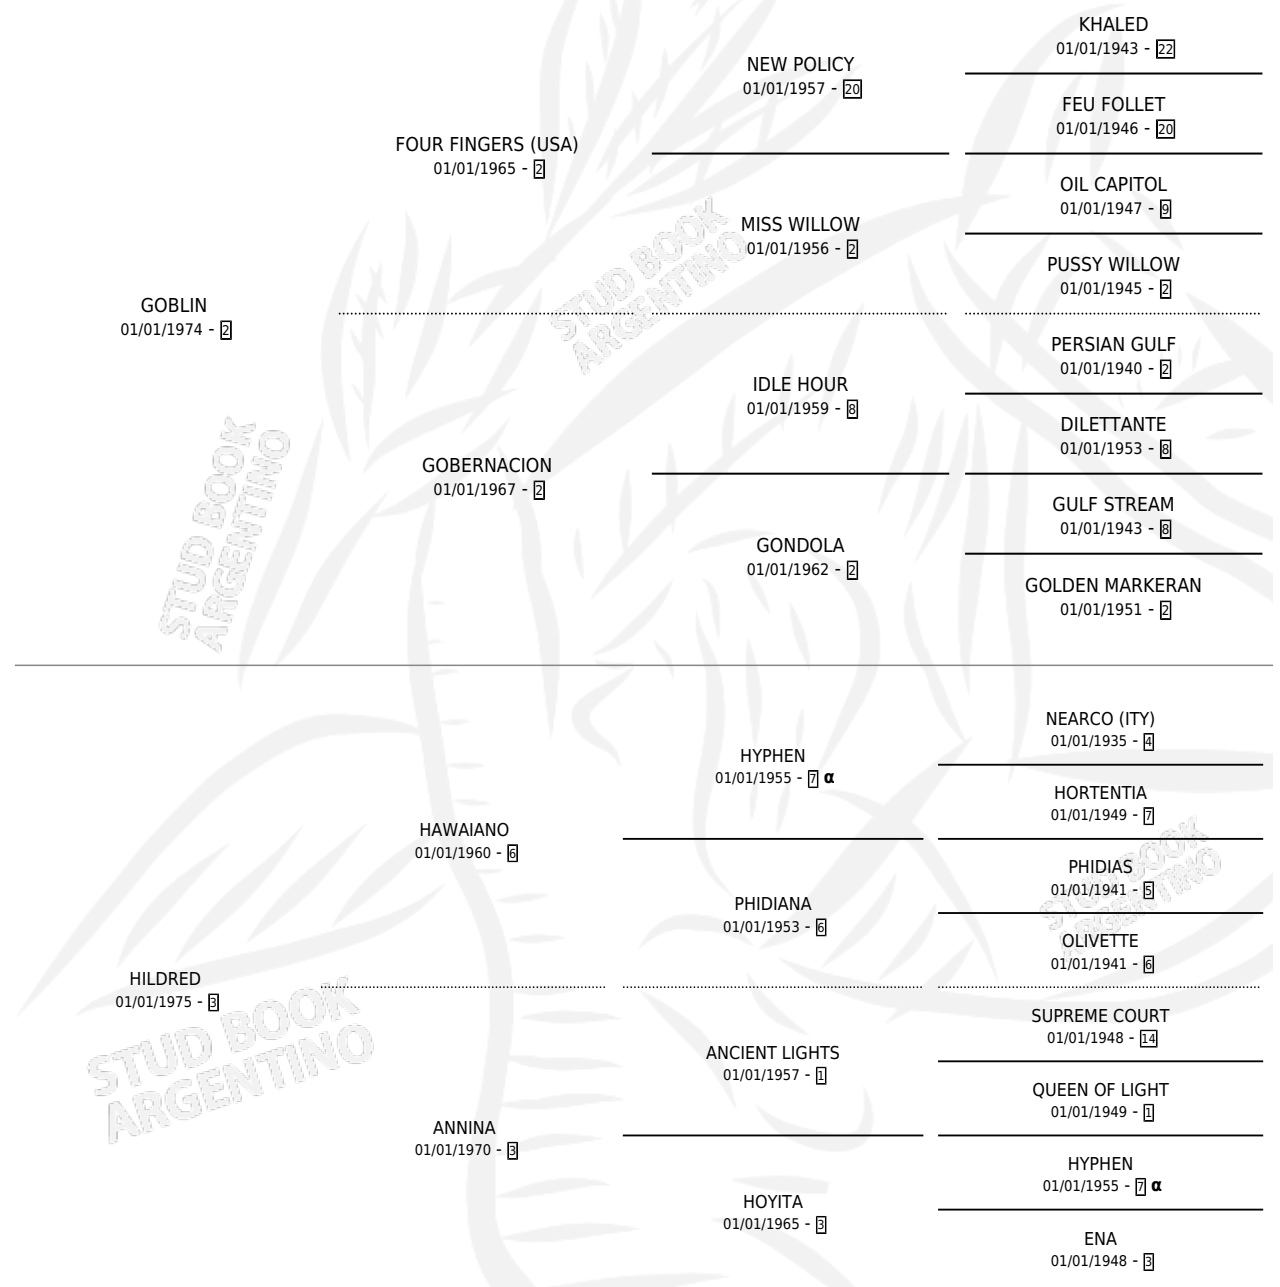 KHALED
01/01/1943 - 22
NEW POLICY
01/01/1957 - 20
FEU FOLLET
01/01/1946 - 20
FOUR FINGERS (USA)
01/01/1965 - 2
OIL CAPITOL
01/01/1947 - 9
MISS WILLOW
01/01/1956 - 2
PUSSY WILLOW
01/01/1945 - 2
STUD BOOK
ARGENTINO
GOBLIN
01/01/1974 - 2
PERSIAN GULF
01/01/1940 - 2
IDLE HOUR
01/01/1959 - 8
DILETTANTE
01/01/1953 - 8
GOBERNACION
01/01/1967 - 2
GULF STREAM
01/01/1943 - 8
GONDOLA
01/01/1962 - 2
GOLDEN MARKERAN
01/01/1951 - 2
STUD BOOK
ARGENTINO
NEARCO (ITY)
01/01/1935 - 4
HYPHEN
01/01/1955 - 7 α
HORTENTIA
01/01/1949 - 7
HAWAIANO
01/01/1960 - 6
PHIDIAS
01/01/1941 - 5
STUD BOOK
ARGENTINO
PHIDIANA
01/01/1953 - 6
OLIVETTE
01/01/1941 - 6
HILDRED
01/01/1975 - 3
STUD BOOK
ARGENTINO
SUPREME COURT
01/01/1948 - 14
ANCIENT LIGHTS
01/01/1957 - 1
QUEEN OF LIGHT
01/01/1949 - 1
ANNINA
01/01/1970 - 3
HYPHEN
01/01/1955 - 7 α
HOYITA
01/01/1965 - 3
ENA
01/01/1948 - 3